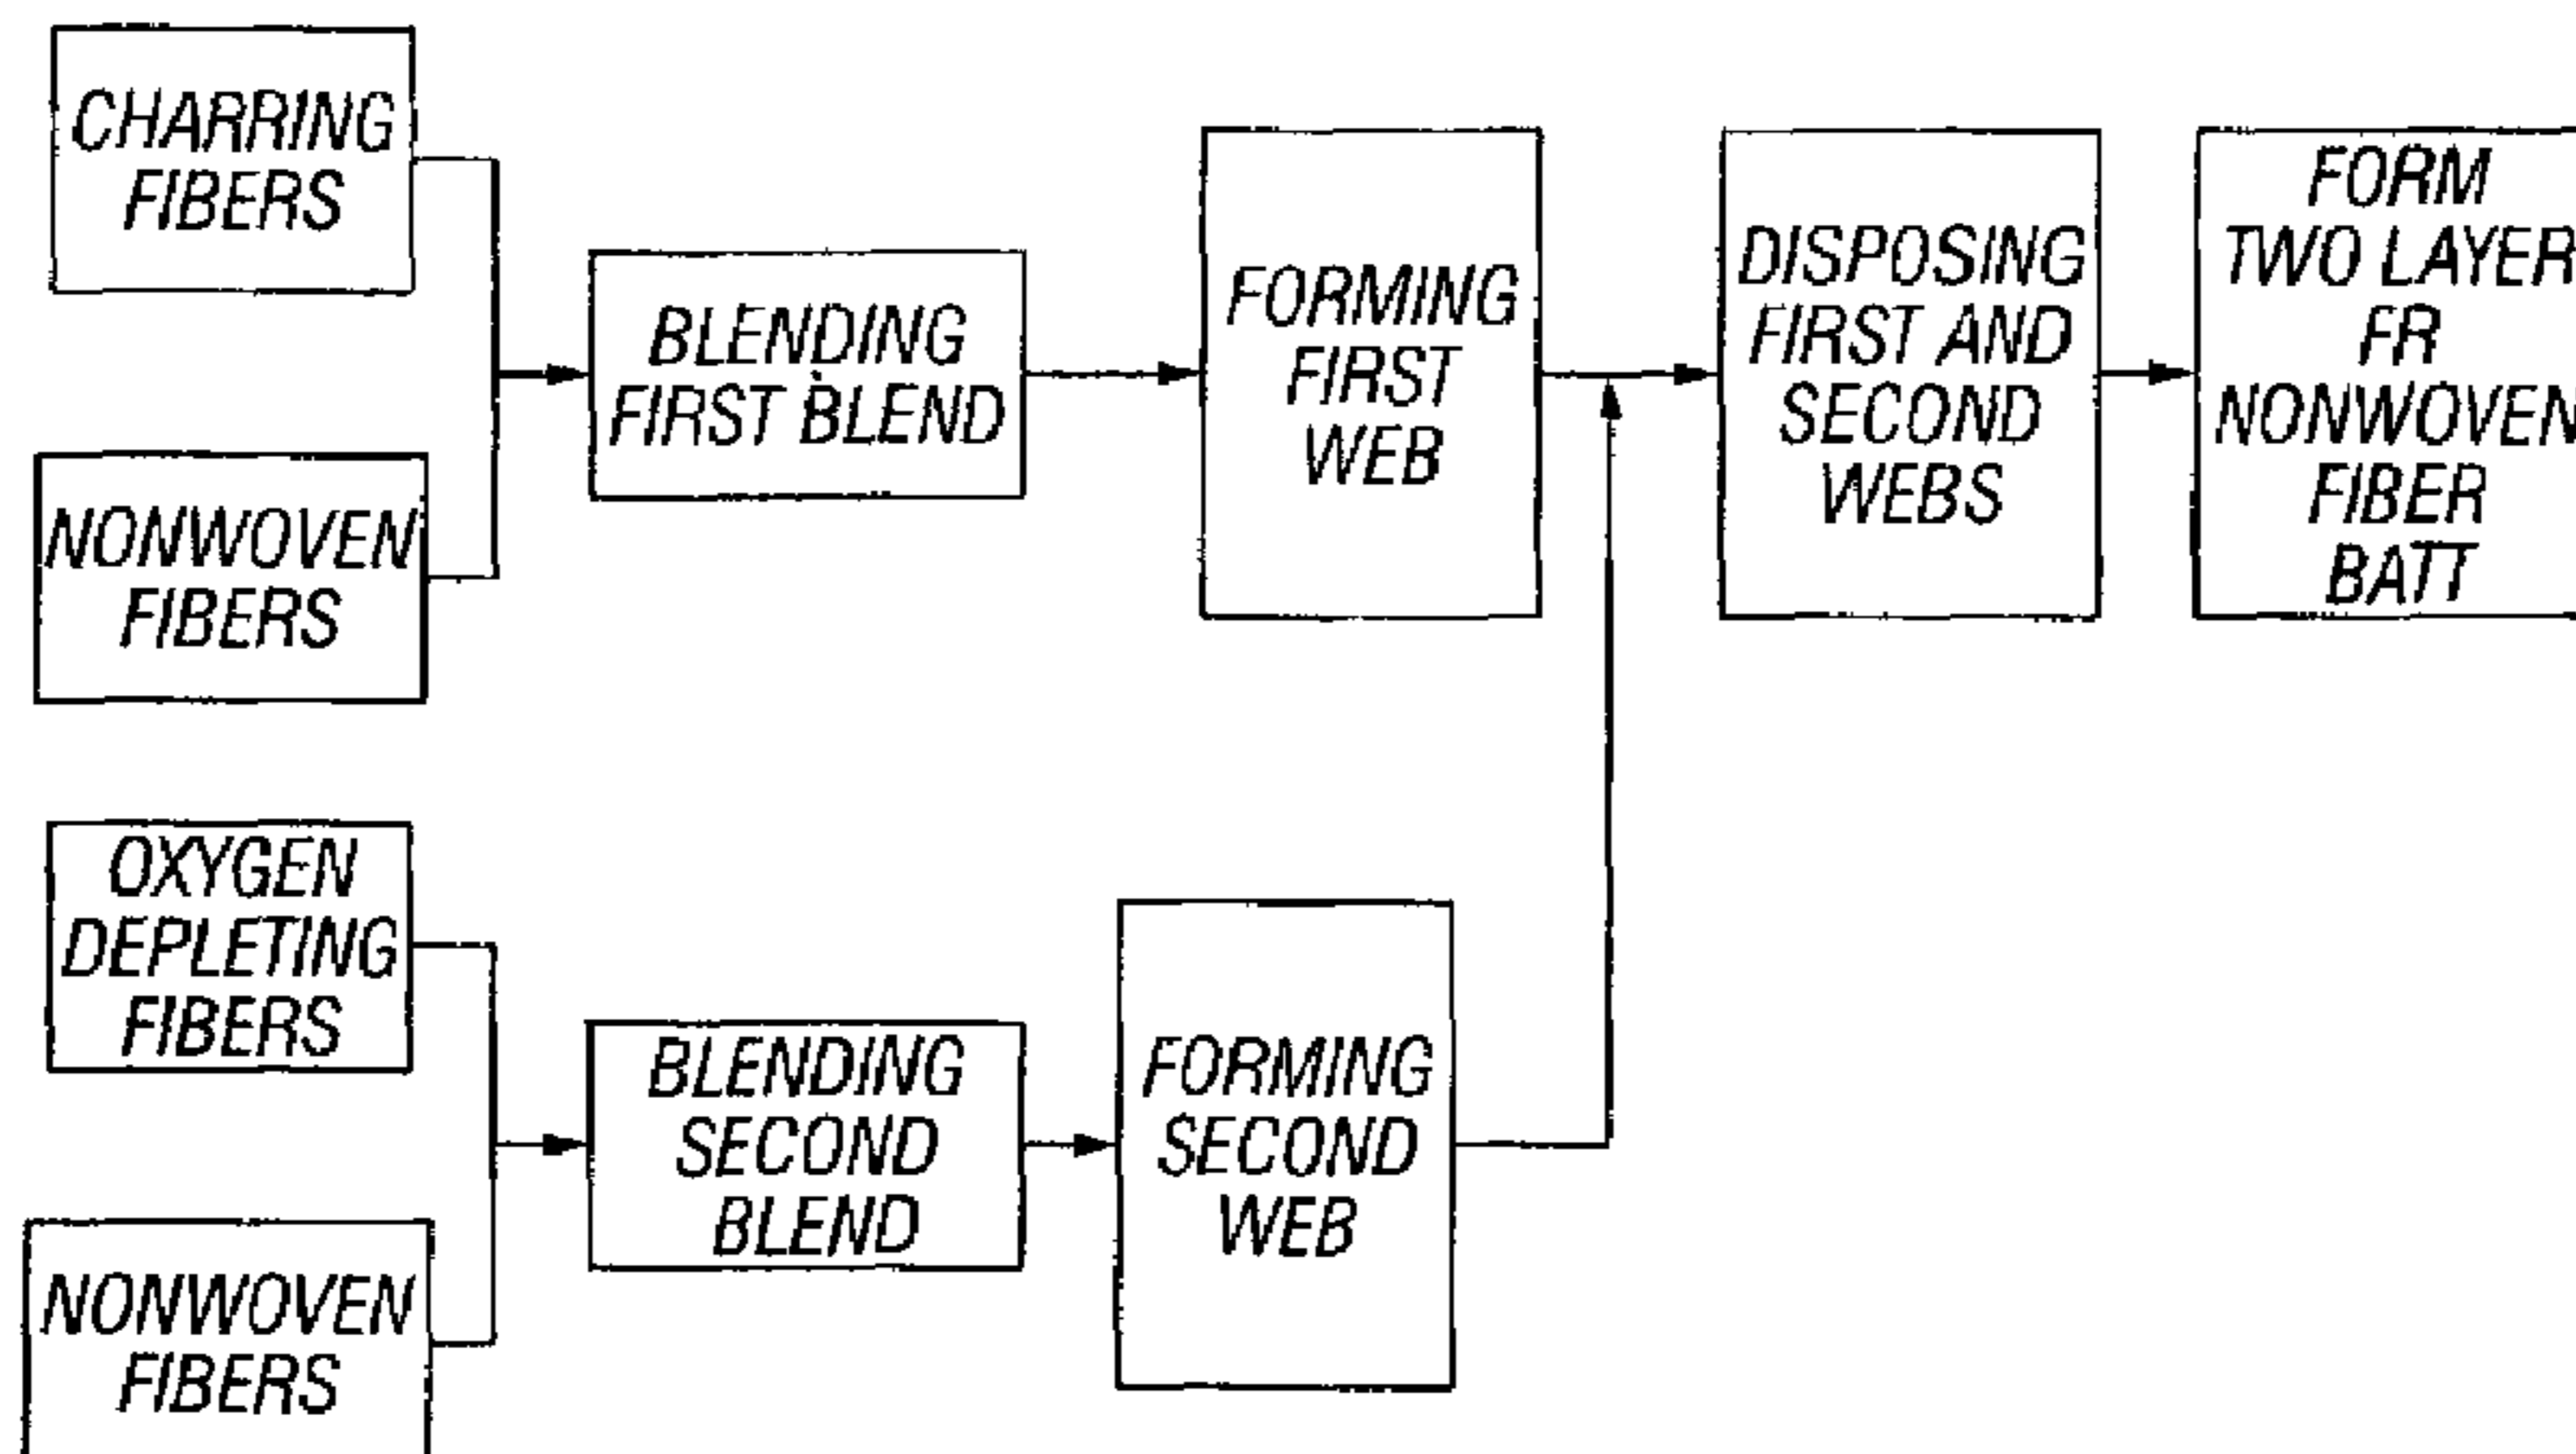 CHARRING
FIBERS
NONWOVEN
FIBERS
BLENDING
FIRST BLEND
FORMING
FIRST
WEB
DISPOSING
FIRST AND
SECOND
WEBS
FORM
TWO LAYER
FR
NONWOVEN
FIBER
BATT
OXYGEN
DEPLETING
FIBERS
NONWOVEN
FIBERS
BLENDING
SECOND
BLEND
FORMING
SECOND
WEB